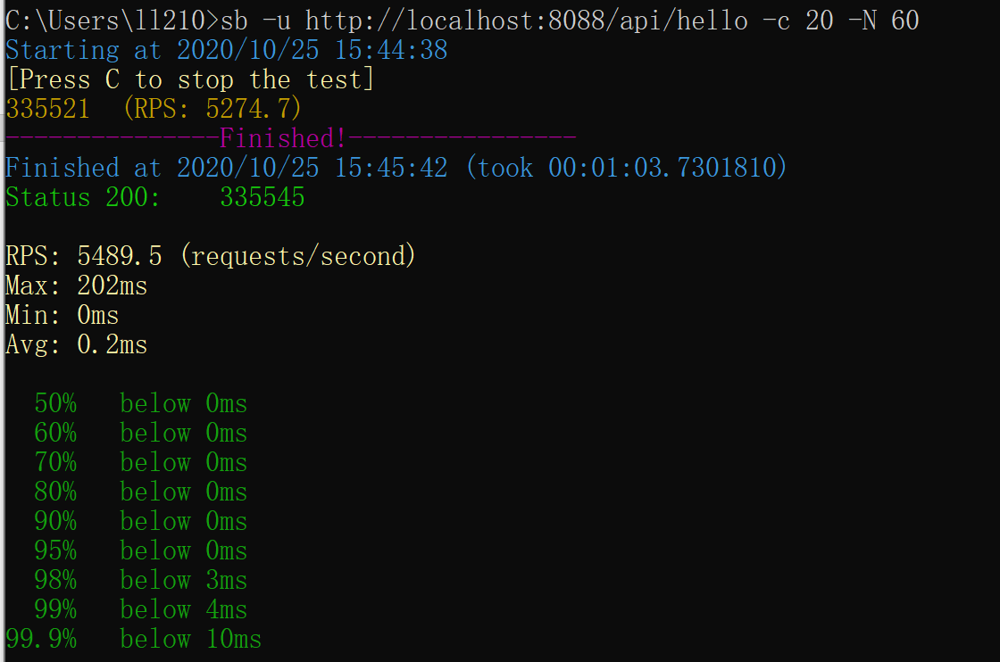 C:\Users\ll210>sb -u http://localhost:8088/api/hello -c 20 -N 60
Starting at 2020/10/25 15:44:38
[Press C to stop the test]
335521  (RPS: 5274.7)
---------------Finished!----------------
Finished at 2020/10/25 15:45:42 (took 00:01:03.7301810)
Status 200:    335545
RPS: 5489.5 (requests/second)
Max: 202ms
Min: 0ms
Avg: 0.2ms
50%   below 0ms
60%   below 0ms
70%   below 0ms
80%   below 0ms
90%   below 0ms
95%   below 0ms
98%   below 3ms
99%   below 4ms
99.9%   below 10ms